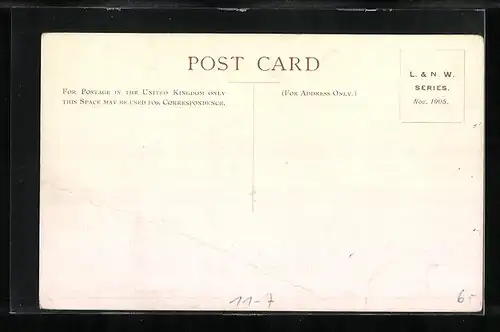 POST CARD
FOR POSTAGE IN THE UNITED KINGDOM ONLY
THIS SPACE MAY BE USED FOR CORRESPONDENCE.
(FOR ADDRESS ONLY.)
L. & N. W.
SERIES.
Nov. 1905.
11-7
6-